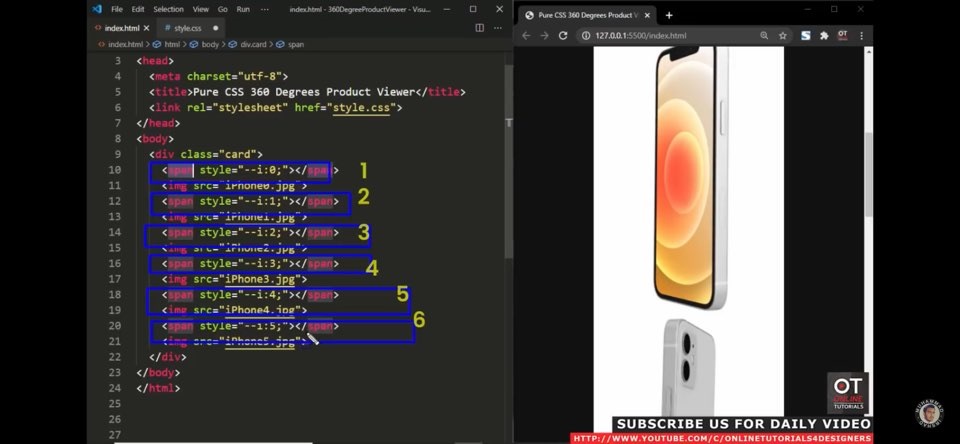 File Edit Selection View ··· index.html - 360DegreeProductViewer - Visu...
index.html
style.css
index.html > html > body > div.card > span
3 <head>
4 <meta charset="utf-8">
5 <title>Pure CSS 360 Degrees Product Viewer</title>
6 <link rel="stylesheet" href="style.css">
7 </head>
8 <body>
9 <div class="card">
10 <span style="--i:0;"></span> 1
11 <img src="iPhone0.jpg">
12 <span style="--i:1;"></span> 2
13 <img src="iPhone1.jpg">
14 <span style="--i:2;"></span> 3
15 <img src="iPhone2.jpg">
16 <span style="--i:3;"></span> 4
17 <img src="iPhone3.jpg">
18 <span style="--i:4;"></span> 5
19 <img src="iPhone4.jpg">
20 <span style="--i:5;"></span> 6
21 <img src="iPhone5.jpg">
22 </div>
23 </body>
24 </html>
25
26
27
Pure CSS 360 Degrees Product V
127.0.0.1:5500/index.html
OT
ONLINE
TUTORIALS
SUBSCRIBE US FOR DAILY VIDEO
HTTP://WWW.YOUTUBE.COM/C/ONLINETUTORIALS4DESIGNERS